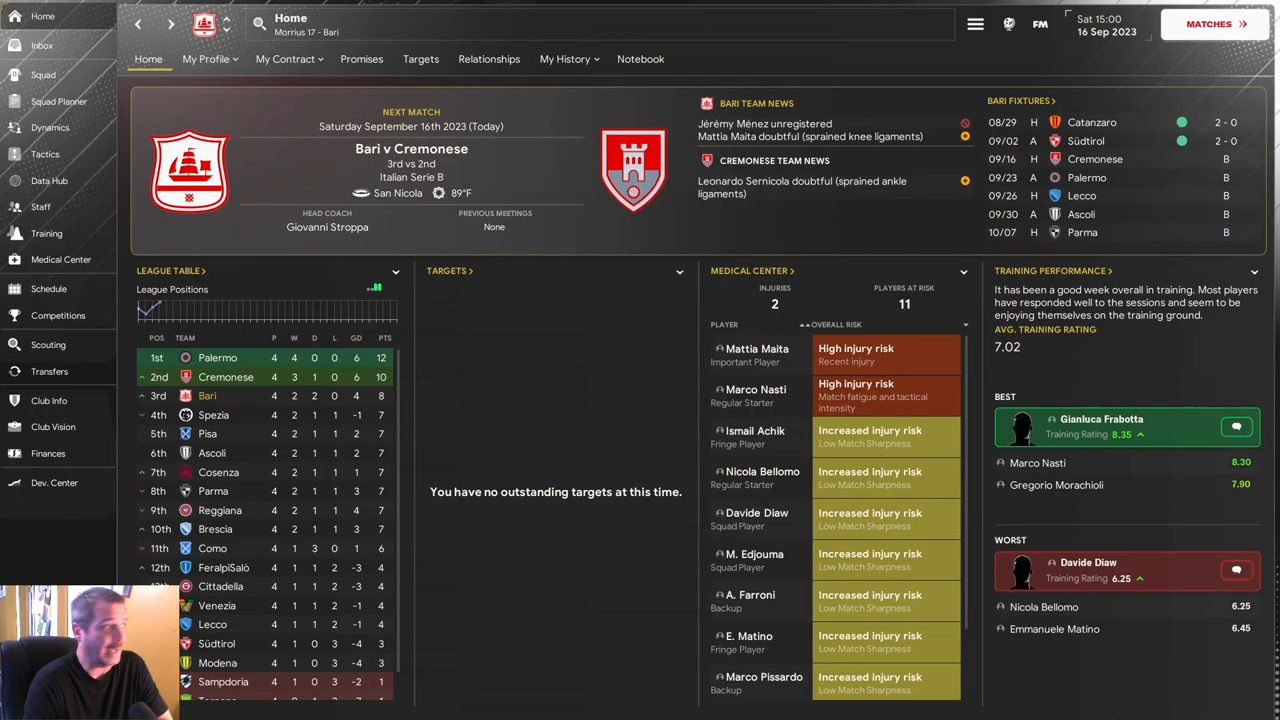 Home
Inbox
Squad
Squad Planner
Dynamics
Tactics
Data Hub
Staff
Training
Medical Center
Schedule
Competitions
Scouting
Transfers
Club Info
Club Vision
Finances
Dev. Center
Home
Morrius 17 - Bari
FM
Sat 15:00
16 Sep 2023
MATCHES
Home My Profile My Contract Promises Targets Relationships My History Notebook
NEXT MATCH
Saturday September 16th 2023 (Today)
Bari v Cremonese
3rd vs 2nd
Italian Serie B
San Nicola 89°F
HEAD COACH
Giovanni Stroppa
PREVIOUS MEETINGS
None
BARI TEAM NEWS
Jérémy Ménez unregistered
Mattia Maita doubtful (sprained knee ligaments)
CREMONESE TEAM NEWS
Leonardo Sernicola doubtful (sprained ankle
ligaments)
BARI FIXTURES
08/29 H Catanzaro 2 - 0
09/02 A Südtirol 2 - 0
09/16 H Cremonese B
09/23 A Palermo B
09/26 H Lecco B
09/30 A Ascoli B
10/07 H Parma B
LEAGUE TABLE
League Positions
POS TEAM P W D L GD PTS
1st Palermo 4 4 0 0 6 12
2nd Cremonese 4 3 1 0 6 10
3rd Bari 4 2 2 0 4 8
4th Spezia 4 2 1 1 -1 7
5th Pisa 4 2 1 1 2 7
6th Ascoli 4 2 1 1 2 7
7th Cosenza 4 2 1 1 1 7
8th Parma 4 2 1 1 3 7
9th Reggiana 4 2 1 1 3 7
10th Brescia 4 2 1 1 3 7
11th Como 4 1 3 0 1 6
12th FeralpiSalò 4 1 1 2 -3 4
Cittadella 4 1 1 2 -3 4
Venezia 4 1 1 2 -1 4
Lecco 4 1 1 2 -1 4
Südtirol 4 1 0 3 -4 3
Modena 4 1 0 3 -4 3
Sampdoria 4 1 0 3 -2 1
TARGETS
You have no outstanding targets at this time.
MEDICAL CENTER
INJURIES
2
PLAYERS AT RISK
11
PLAYER OVERALL RISK
Mattia Maita High injury risk
Important Player Recent injury
Marco Nasti High injury risk
Regular Starter Match fatigue and tactical
intensity
Ismail Achik Increased injury risk
Fringe Player Low Match Sharpness
Nicola Bellomo Increased injury risk
Regular Starter Low Match Sharpness
Davide Diaw Increased injury risk
Squad Player Low Match Sharpness
M. Edjouma Increased injury risk
Squad Player Low Match Sharpness
A. Farroni Increased injury risk
Backup Low Match Sharpness
E. Matino Increased injury risk
Fringe Player Low Match Sharpness
Marco Pissardo Increased injury risk
Backup Low Match Sharpness
TRAINING PERFORMANCE
It has been a good week overall in training. Most players
have responded well to the sessions and seem to be
enjoying themselves on the training ground.
AVG. TRAINING RATING
7.02
BEST
Gianluca Frabotta
Training Rating 8.35
Marco Nasti 8.30
Gregorio Morachioli 7.90
WORST
Davide Diaw
Training Rating 6.25
Nicola Bellomo 6.25
Emmanuele Matino 6.45